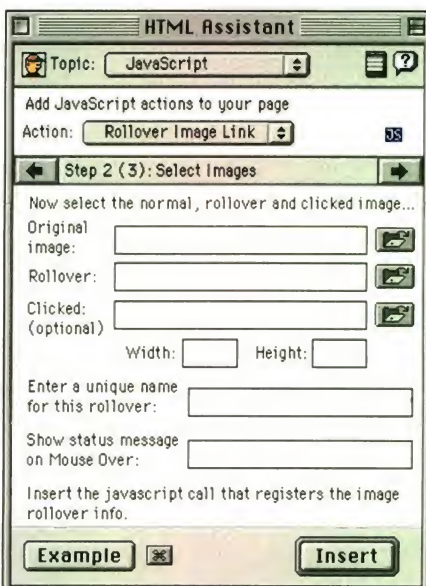 HTML Assistant
Topic: JavaScript
Add JavaScript actions to your page
Action: Rollover Image Link
JS
Step 2 (3): Select Images
Now select the normal, rollover and clicked image...
Original
image:
Rollover:
Clicked:
(optional)
Width: Height:
Enter a unique name
for this rollover:
Show status message
on Mouse Over:
Insert the javascript call that registers the image
rollover info.
Example ⌘ Insert